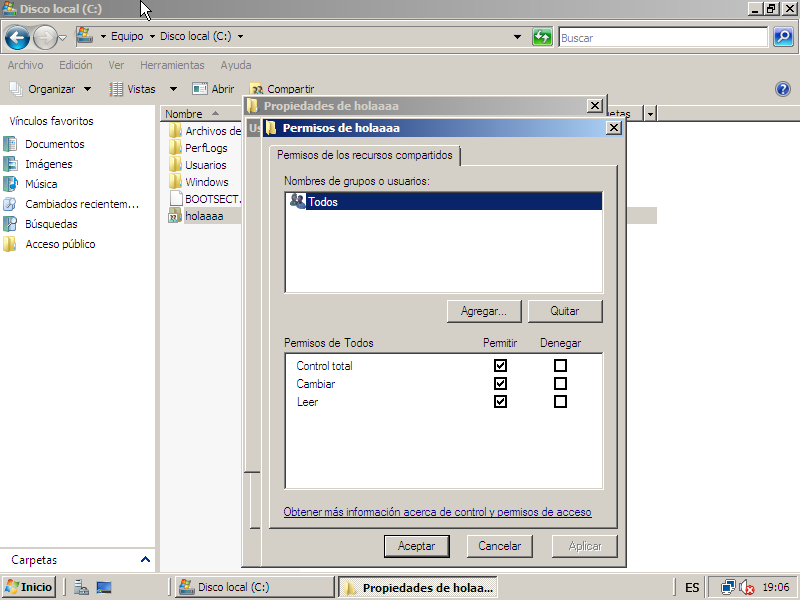 Disco local (C:)
Equipo Disco local (C:)
Buscar
Archivo Edición Ver Herramientas Ayuda
Organizar Vistas Abrir Compartir
Vínculos favoritos
Documentos
Imágenes
Música
Cambiados recientem...
Búsquedas
Acceso público
Carpetas
Nombre
Archivos de
PerfLogs
Usuarios
Windows
BOOTSECT.
holaaaa
Propiedades de holaaaa
Permisos de holaaaa
Permisos de los recursos compartidos
Nombres de grupos o usuarios:
Todos
Agregar... Quitar
Permisos de Todos Permitir Denegar
Control total
Cambiar
Leer
Obtener más información acerca de control y permisos de acceso
Aceptar Cancelar Aplicar
Inicio Disco local (C:) Propiedades de holaa... ES 19:06